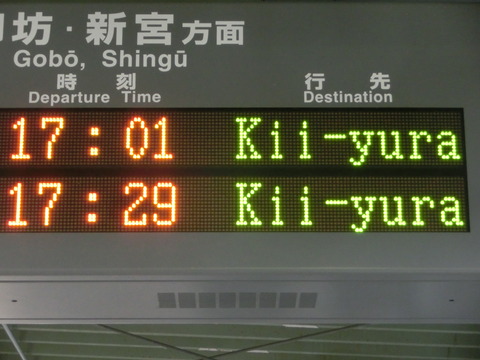 坊・新宮方面
Gobō, Shingū
時刻 行先
Departure Time Destination
17:01 Kii-yura
17:29 Kii-yura